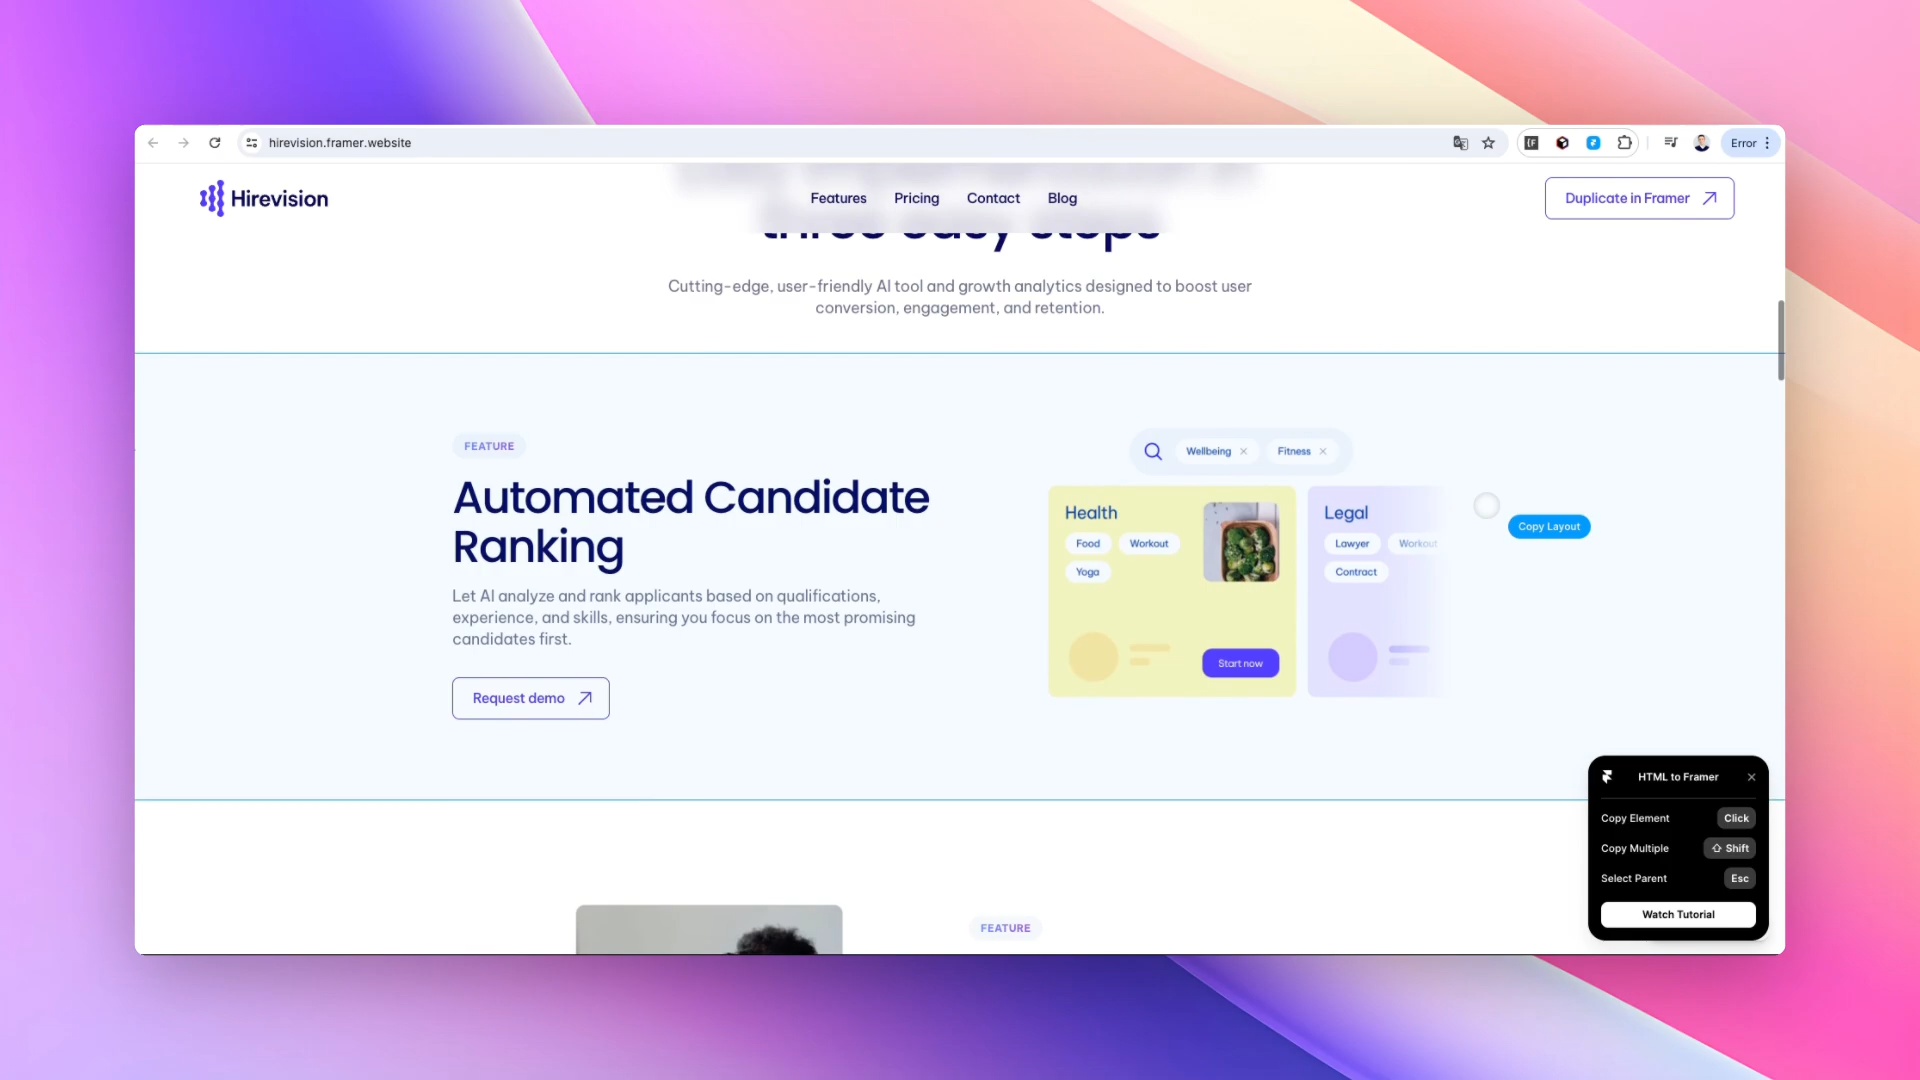 hirevision.framer.website
Error
Hirevision
Features
Pricing
Contact
Blog
Duplicate in Framer
three easy steps
Cutting-edge, user-friendly AI tool and growth analytics designed to boost user
conversion, engagement, and retention.
FEATURE
Automated Candidate
Ranking
Let AI analyze and rank applicants based on qualifications,
experience, and skills, ensuring you focus on the most promising
candidates first.
Request demo
Wellbeing
Fitness
Health
Food
Workout
Yoga
Start now
Legal
Lawyer
Workout
Contract
Copy Layout
HTML to Framer
Copy Element
Click
Copy Multiple
Shift
Select Parent
Esc
Watch Tutorial
FEATURE